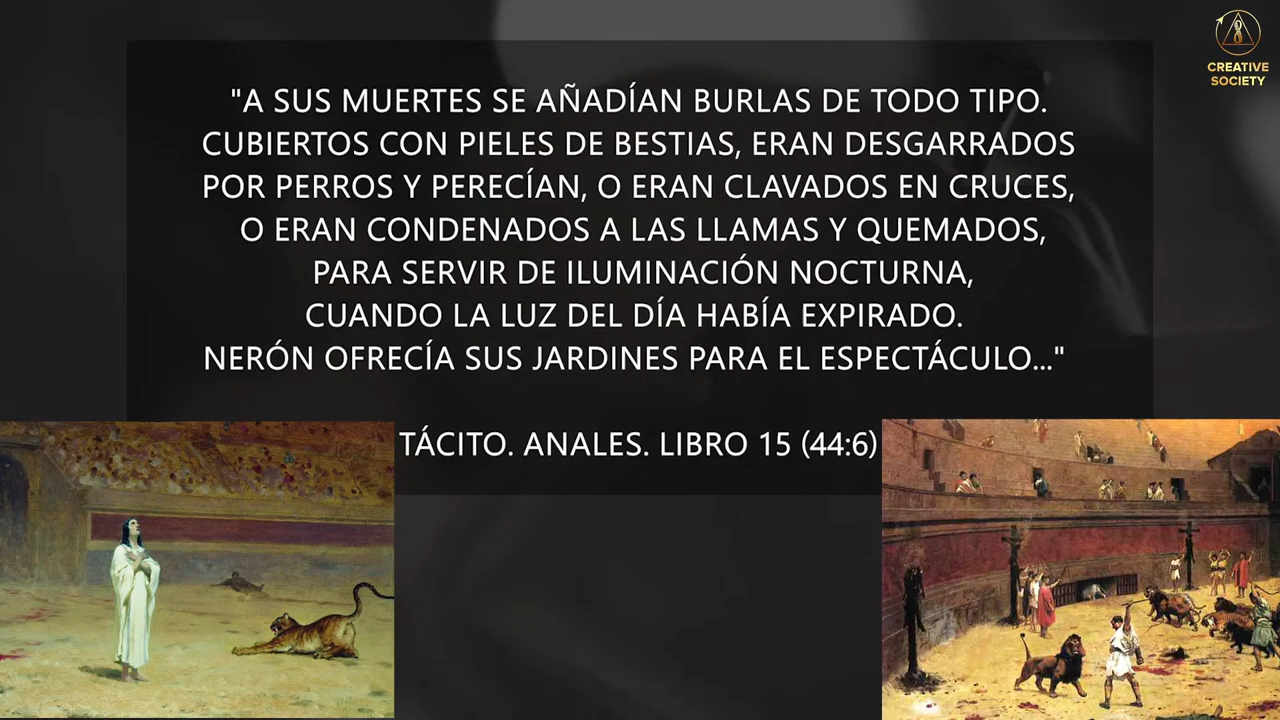 CREATIVE
SOCIETY
"A SUS MUERTES SE AÑADÍAN BURLAS DE TODO TIPO.
CUBIERTOS CON PIELES DE BESTIAS, ERAN DESGARRADOS
POR PERROS Y PERECÍAN, O ERAN CLAVADOS EN CRUCES,
O ERAN CONDENADOS A LAS LLAMAS Y QUEMADOS,
PARA SERVIR DE ILUMINACIÓN NOCTURNA,
CUANDO LA LUZ DEL DÍA HABÍA EXPIRADO.
NERÓN OFRECÍA SUS JARDINES PARA EL ESPECTÁCULO..."
TÁCITO. ANALES. LIBRO 15 (44:6)